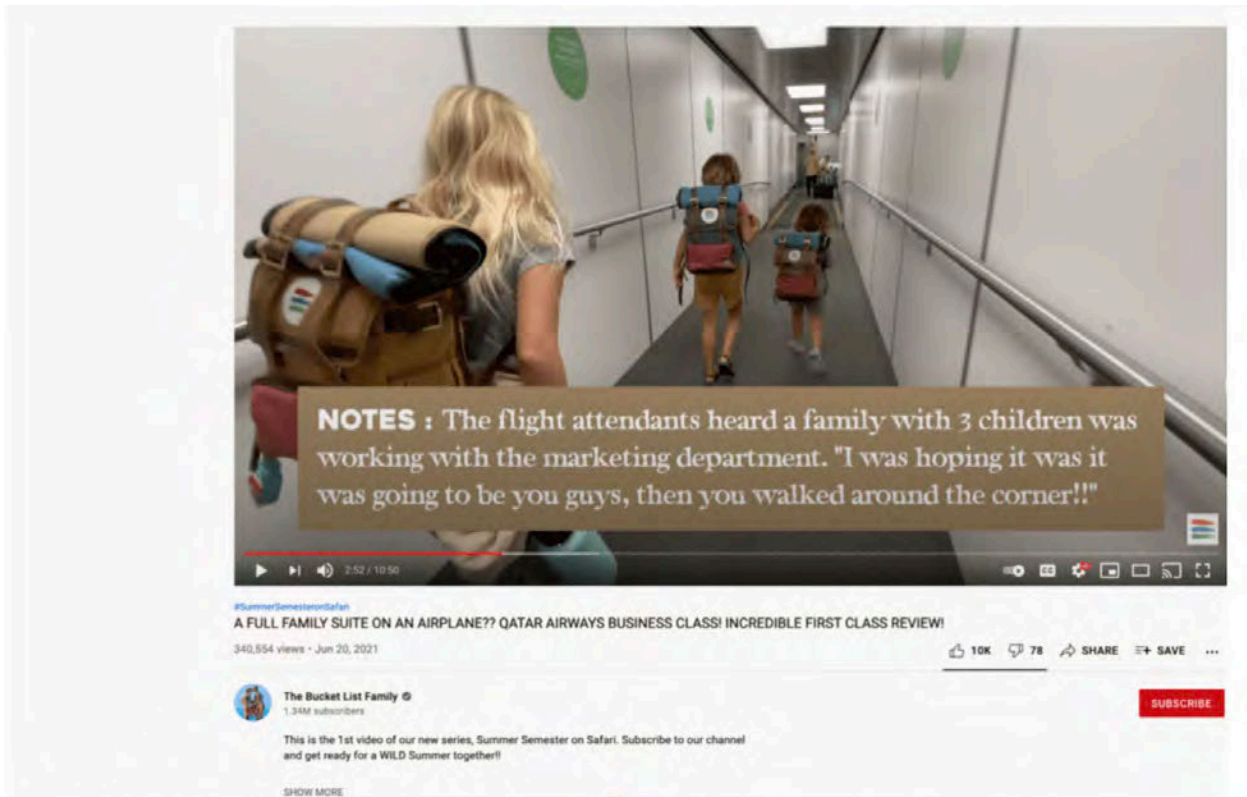 NOTES : The flight attendants heard a family with 3 children was
working with the marketing department. "I was hoping it was it
was going to be you guys, then you walked around the corner!!"
2:52 / 10:50
CC
#SummerSemesteronSafari
A FULL FAMILY SUITE ON AN AIRPLANE?? QATAR AIRWAYS BUSINESS CLASS! INCREDIBLE FIRST CLASS REVIEW!
340,554 views • Jun 20, 2021
10K 78 SHARE SAVE ...
The Bucket List Family
1.34M subscribers
SUBSCRIBE
This is the 1st video of our new series, Summer Semester on Safari. Subscribe to our channel
and get ready for a WILD Summer together!!
SHOW MORE